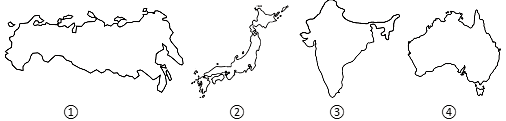 ① ② ③ ④